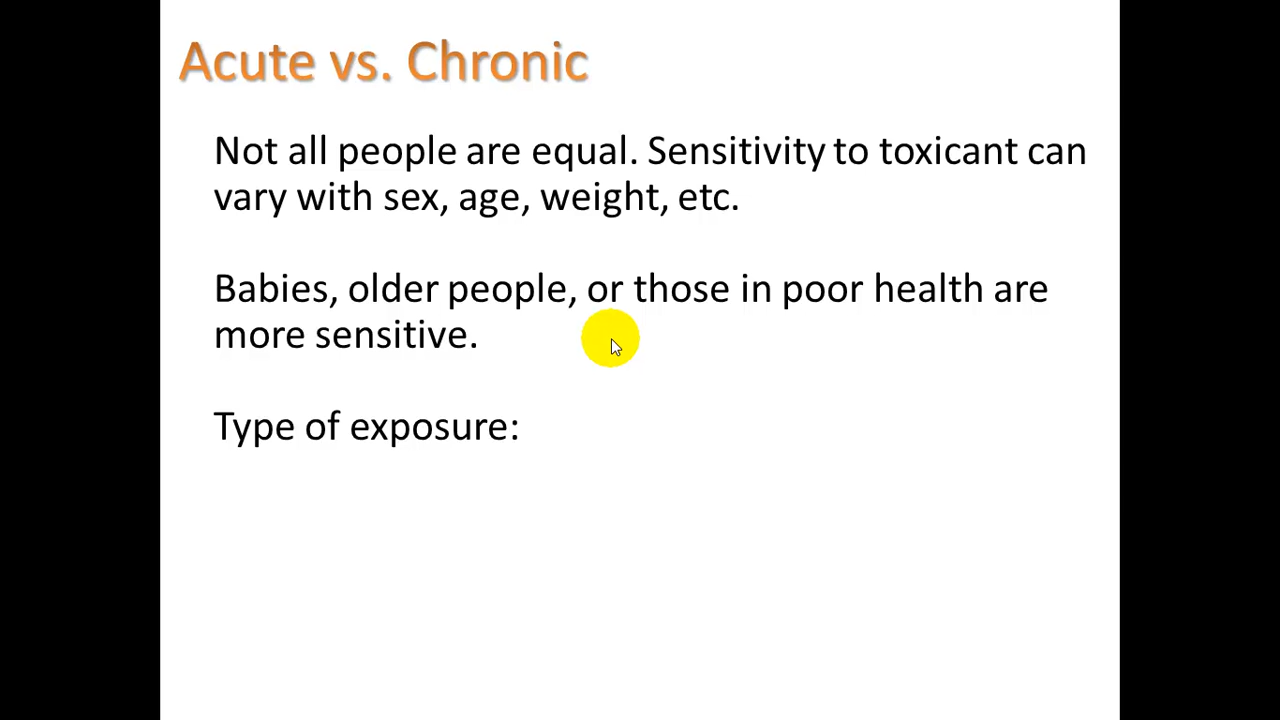 Acute vs. Chronic
Not all people are equal. Sensitivity to toxicant can
vary with sex, age, weight, etc.
Babies, older people, or those in poor health are
more sensitive.
Type of exposure: